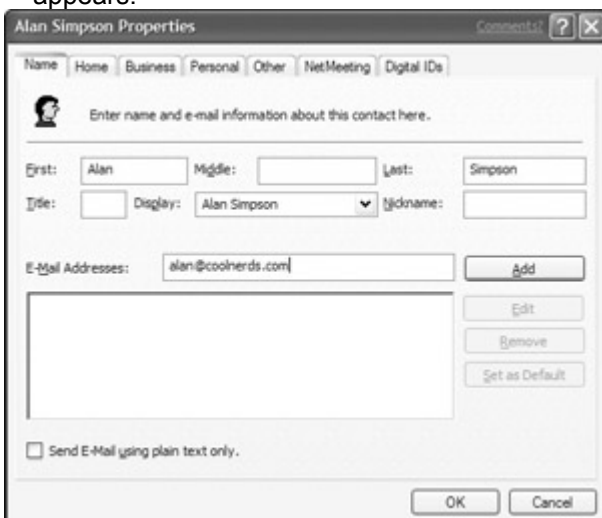 appears.
Alan Simpson Properties Comments?
Name Home Business Personal Other NetMeeting Digital IDs
Enter name and e-mail information about this contact here.
First: Alan Middle: Last: Simpson
Title: Display: Alan Simpson Nickname:
E-Mail Addresses: alan@coolnerds.com Add
Edit
Remove
Set as Default
Send E-Mail using plain text only.
OK Cancel